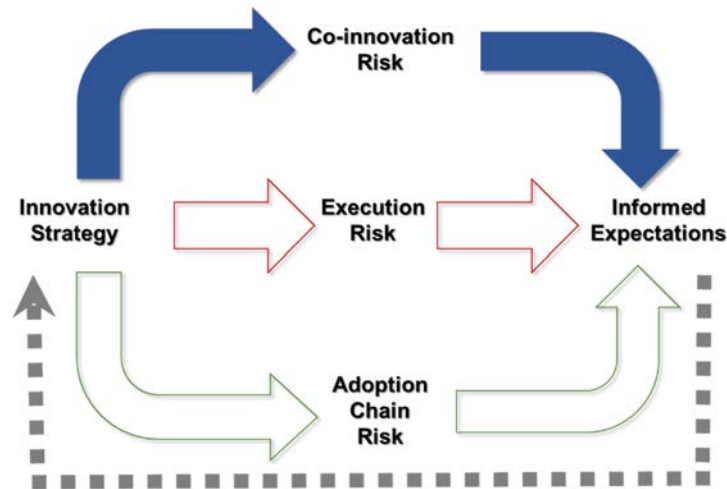 Co-innovation
Risk
Innovation
Strategy
Execution
Risk
Informed
Expectations
Adoption
Chain
Risk